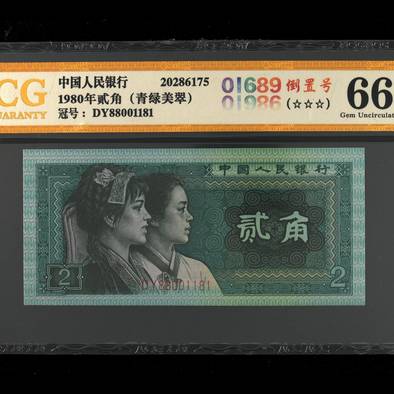 CG
UARANTY
中国人民银行 20286175
1980年贰角（青绿美翠）
冠号：DY88001181
01689 倒置号
01986 (☆☆☆)
66
Gem Uncirculat
中国人民银行
贰角
2
DY88001181
2